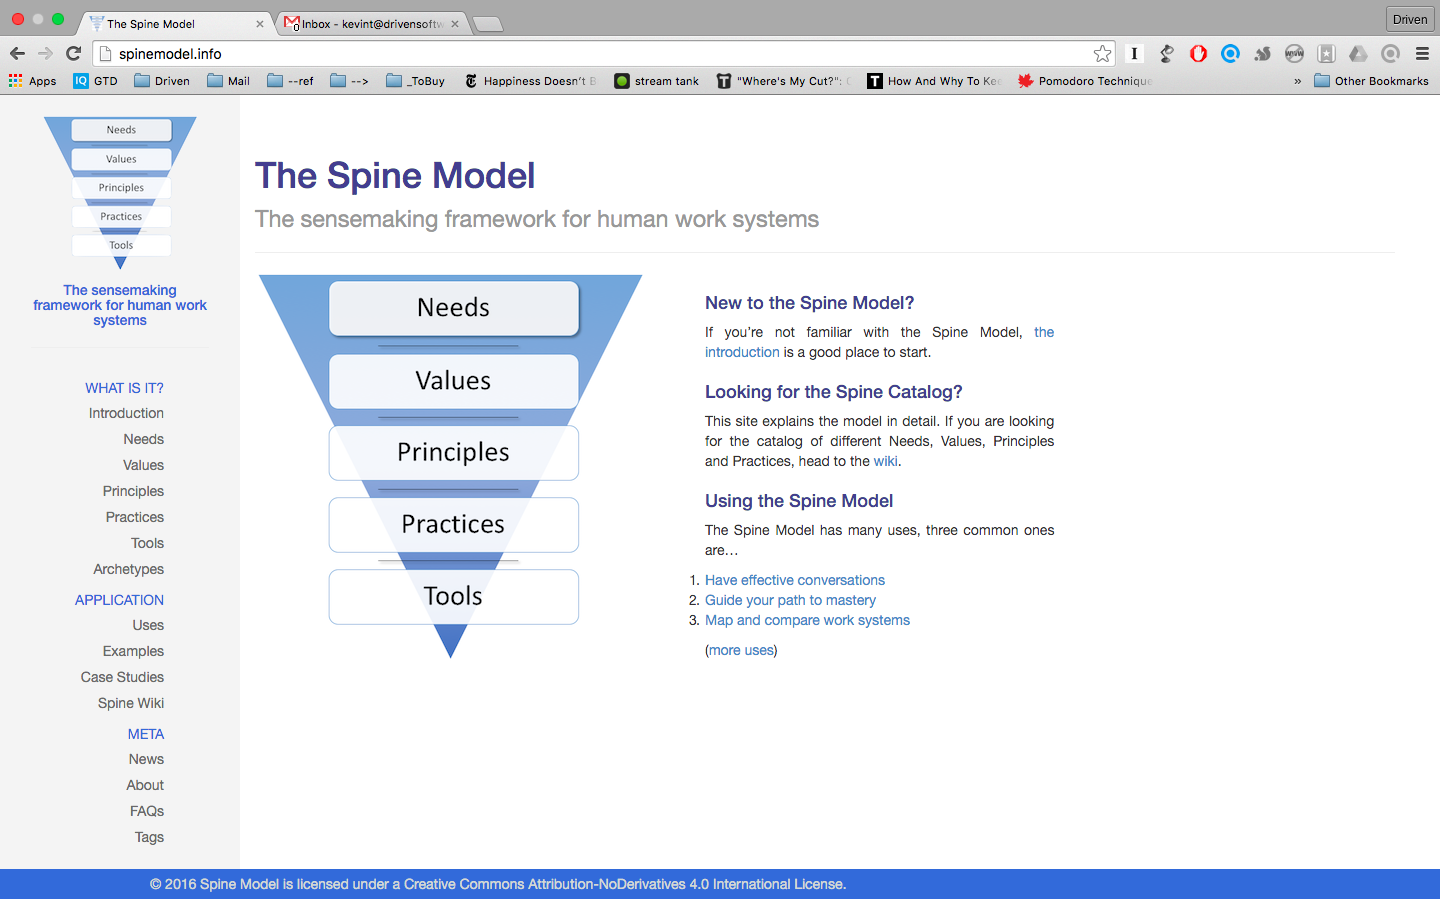 The Spine Model
Inbox - kevint@drivensoftw
Driven
spinemodel.info
Apps
GTD
Driven
Mail
--ref
-->
_ToBuy
Happiness Doesn't B
stream tank
"Where's My Cut?":
How And Why To Kee
Pomodoro Technique
»
Other Bookmarks
Needs
Values
Principles
Practices
Tools
The sensemaking
framework for human work
systems
WHAT IS IT?
Introduction
Needs
Values
Principles
Practices
Tools
Archetypes
APPLICATION
Uses
Examples
Case Studies
Spine Wiki
META
News
About
FAQs
Tags
The Spine Model
The sensemaking framework for human work systems
Needs
Values
Principles
Practices
Tools
New to the Spine Model?
If you're not familiar with the Spine Model, the
introduction is a good place to start.
Looking for the Spine Catalog?
This site explains the model in detail. If you are looking
for the catalog of different Needs, Values, Principles
and Practices, head to the wiki.
Using the Spine Model
The Spine Model has many uses, three common ones
are…
1. Have effective conversations
2. Guide your path to mastery
3. Map and compare work systems
(more uses)
© 2016 Spine Model is licensed under a Creative Commons Attribution-NoDerivatives 4.0 International License.